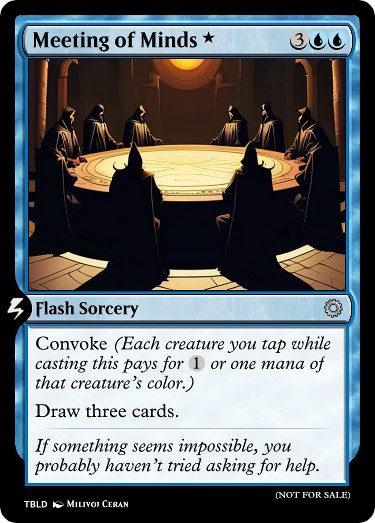 Meeting of Minds ★ 3
Flash Sorcery
Convoke (Each creature you tap while
casting this pays for 1 or one mana of
that creature's color.)
Draw three cards.
If something seems impossible, you
probably haven't tried asking for help.
(NOT FOR SALE)
TBLD Milivoj Ceran